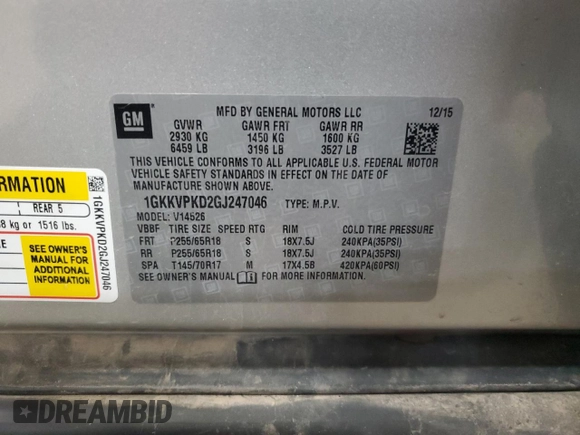 GM
MFD BY GENERAL MOTORS LLC 12/15
GVWR GAWR FRT GAWR RR
2930 KG 1450 KG 1600 KG
6459 LB 3196 LB 3527 LB
THIS VEHICLE CONFORMS TO ALL APPLICABLE U.S. FEDERAL MOTOR
VEHICLE SAFETY STANDARDS IN EFFECT ON THE DATE OF
MANUFACTURE SHOWN ABOVE.
1GKKVPKD2GJ247046 TYPE: M.P.V.
MODEL: V14526
VBBF TIRE SIZE SPEED RTG RIM COLD TIRE PRESSURE
FRT P255/65R18 S 18X7.5J 240KPA(35PSI)
RR P255/65R18 S 18X7.5J 240KPA(35PSI)
SPA T145/70R17 M 17X4.5B 420KPA(60PSI)
SEE OWNER'S MANUAL FOR MORE INFORMATION.
REAR 5
kg or 1516 lbs.
SEE OWNER'S
MANUAL FOR
ADDITIONAL
INFORMATION
1GKKVPKD2GJ247046
DREAMBID